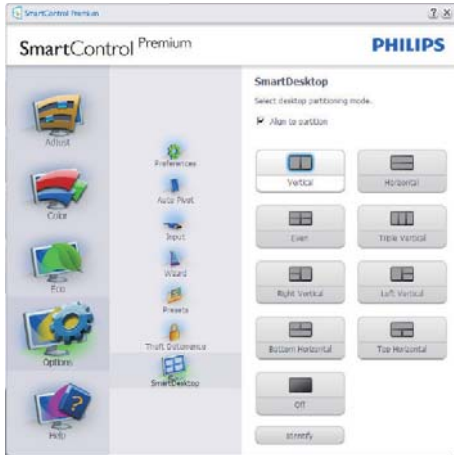 SmartControl Premium
SmartControl Premium
PHILIPS
Adjust
Color
Eco
Options
Help
Preferences
Auto Pivot
Input
Wizard
Presets
Theft Deterrence
SmartDesktop
SmartDesktop
Select desktop partitioning mode.
Align to partition
Vertical
Horizontal
Even
Triple Vertical
Right Vertical
Left Vertical
Bottom Horizontal
Top Horizontal
Off
Identify